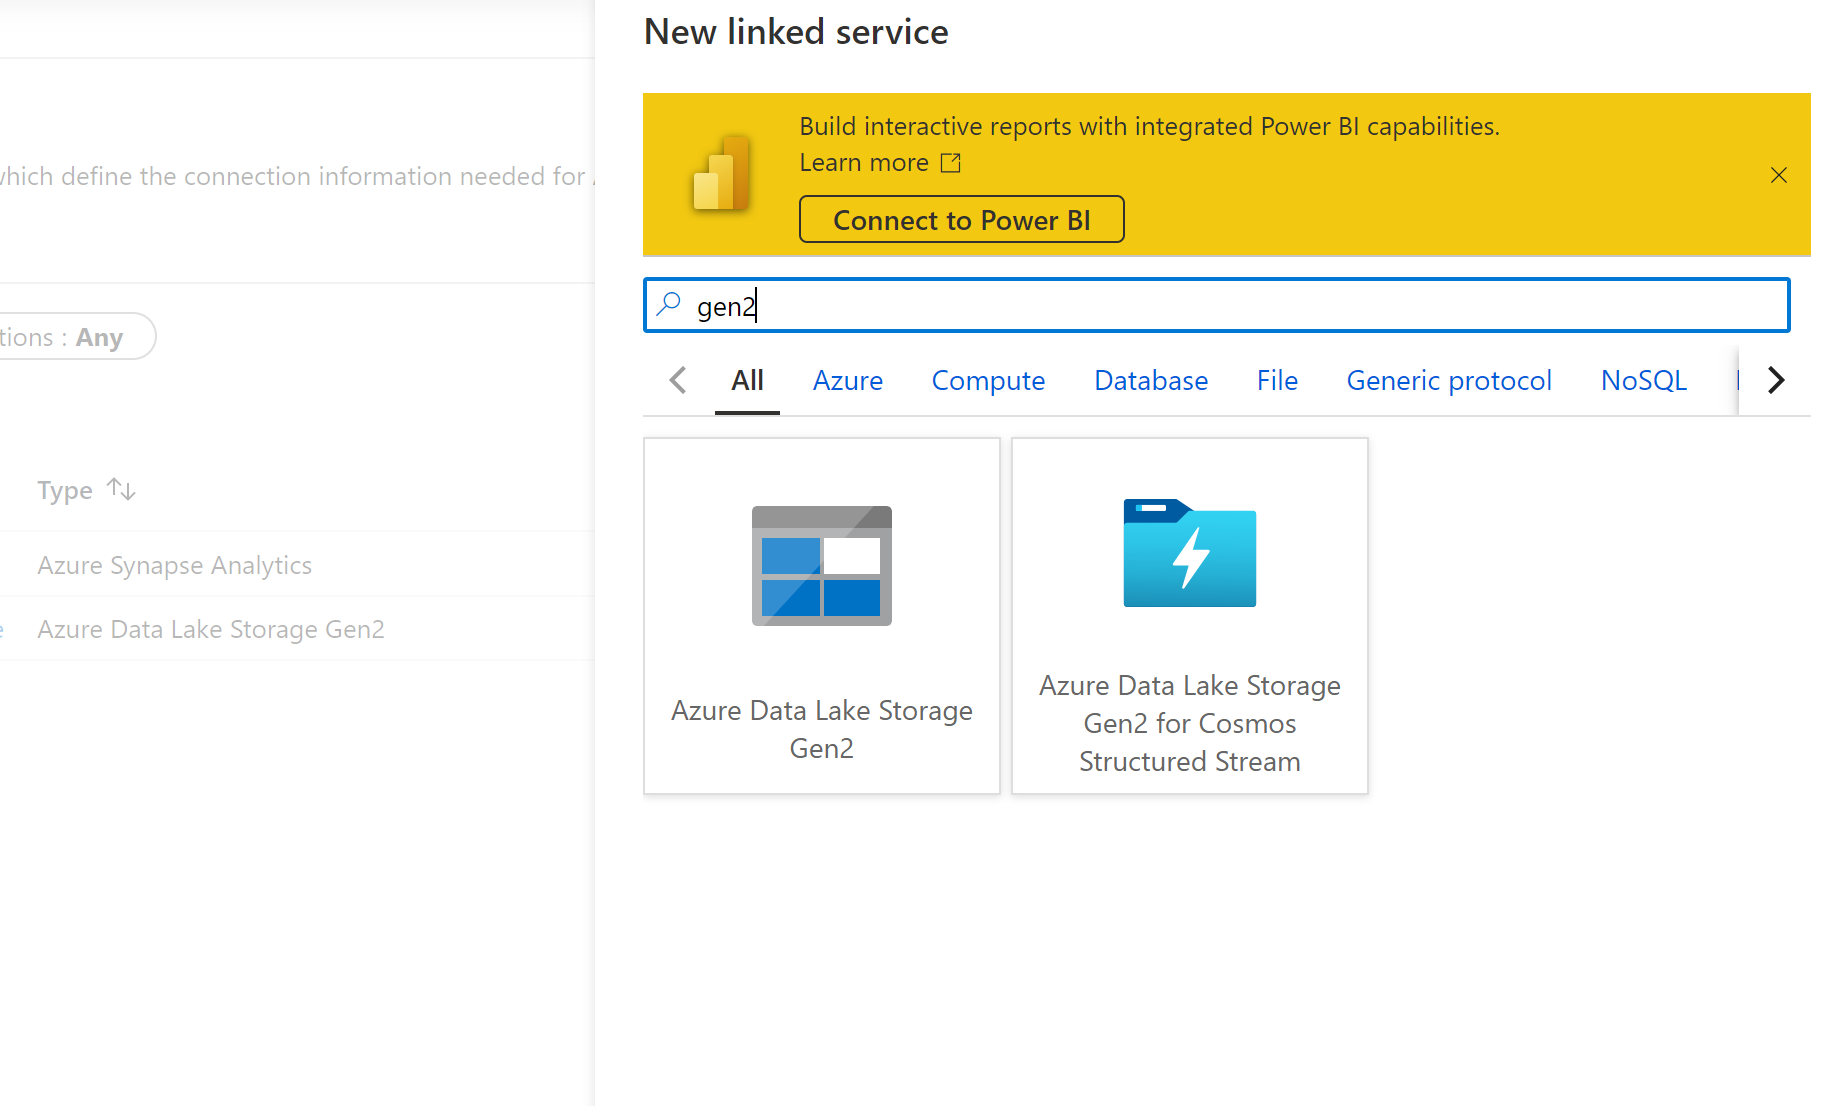 New linked service
Build interactive reports with integrated Power BI capabilities.
Learn more
Connect to Power BI
gen2
All Azure Compute Database File Generic protocol NoSQL
which define the connection information needed for
tions : Any
Type
Azure Synapse Analytics
Azure Data Lake Storage Gen2
Azure Data Lake Storage
Gen2
Azure Data Lake Storage
Gen2 for Cosmos
Structured Stream